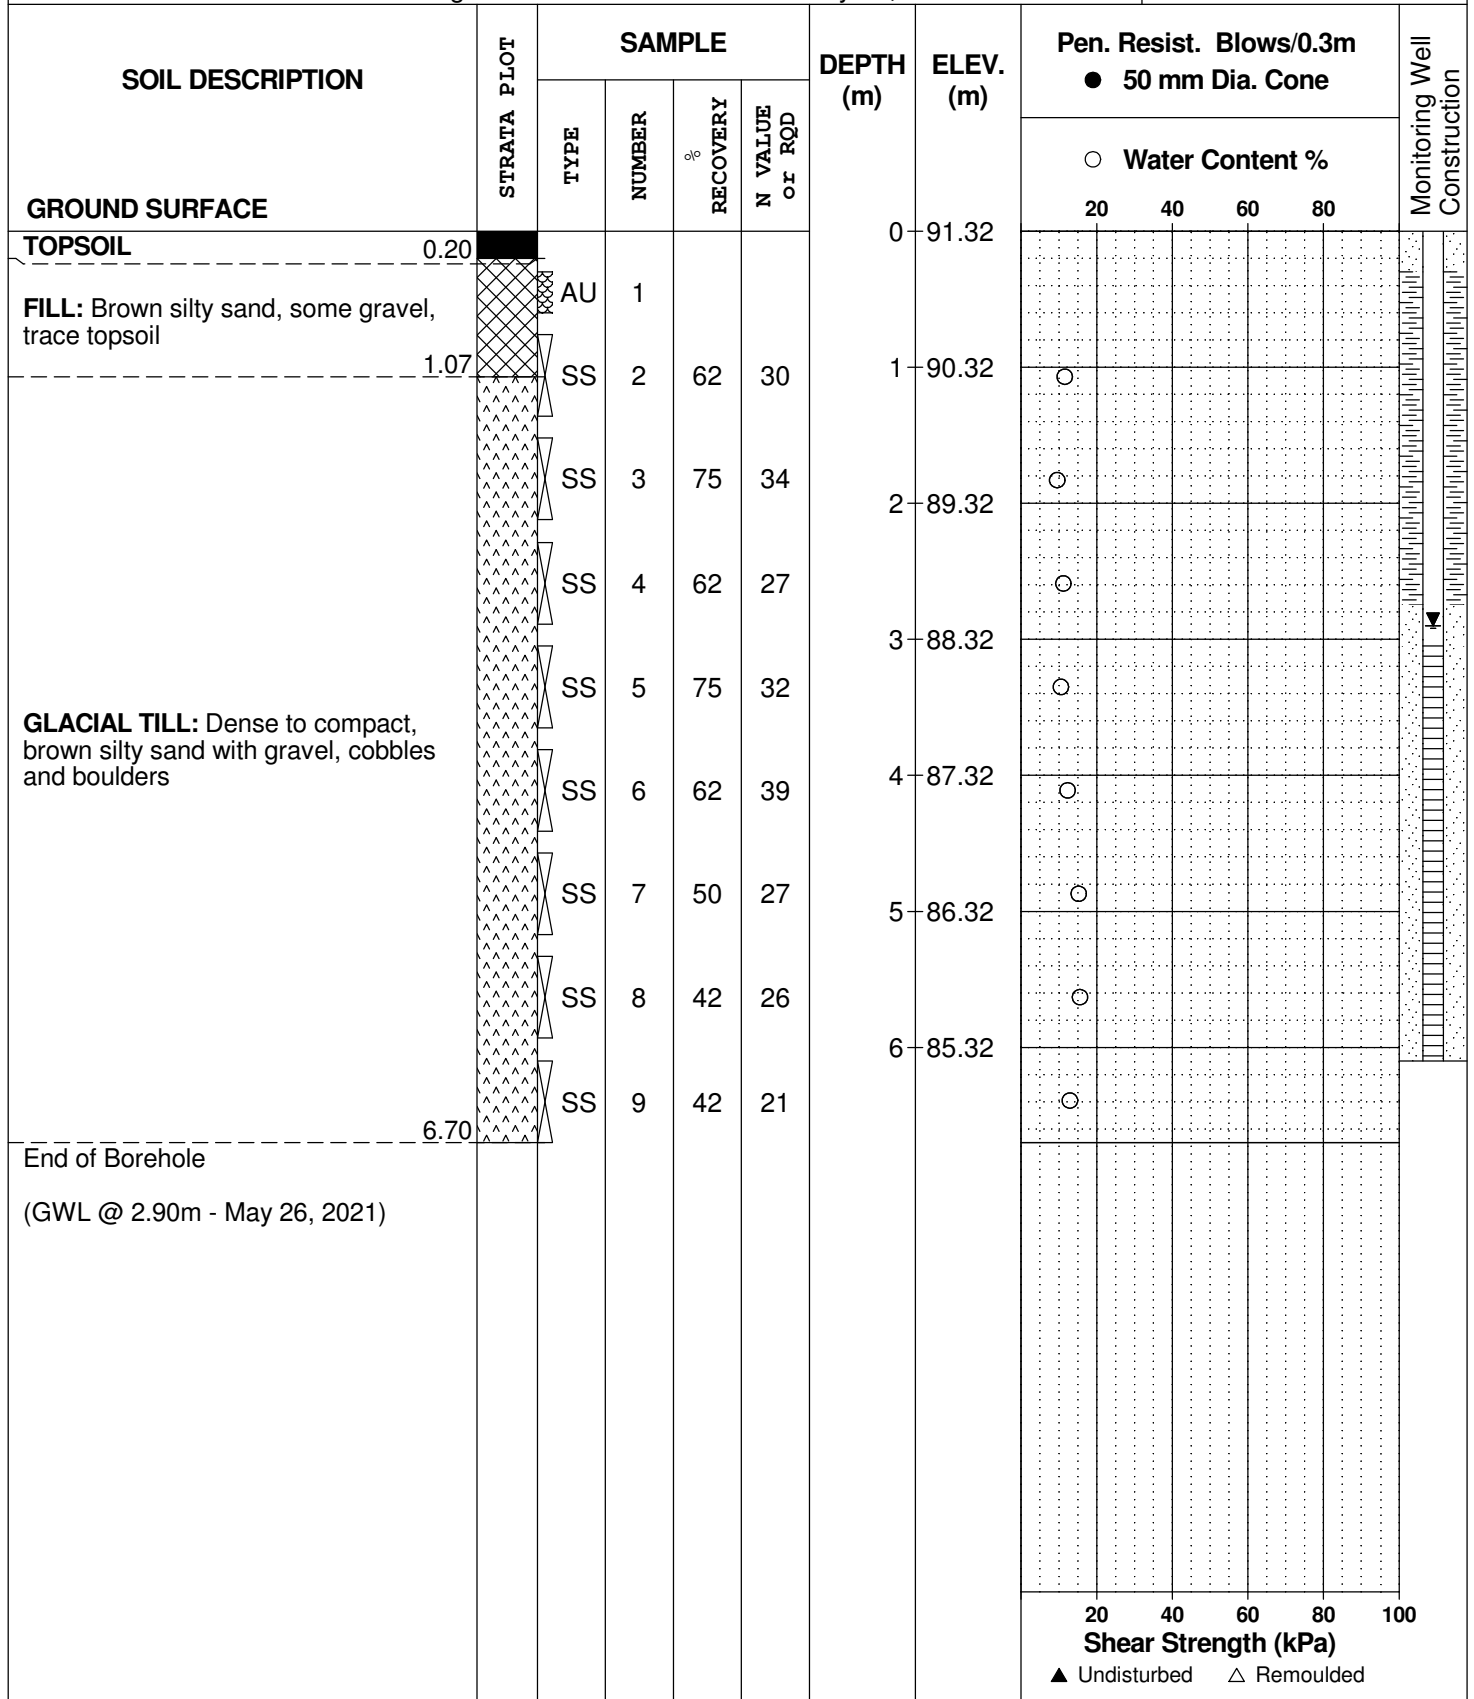 SOIL DESCRIPTION
GROUND SURFACE
STRATA PLOT
SAMPLE
TYPE
NUMBER
% RECOVERY
N VALUE or RQD
DEPTH (m)
ELEV. (m)
Pen. Resist. Blows/0.3m
● 50 mm Dia. Cone
○ Water Content %
20 40 60 80
Monitoring Well Construction
TOPSOIL 0.20
FILL: Brown silty sand, some gravel,
trace topsoil
1.07
GLACIAL TILL: Dense to compact,
brown silty sand with gravel, cobbles
and boulders
6.70
End of Borehole
(GWL @ 2.90m - May 26, 2021)
AU 1
SS 2 62 30
SS 3 75 34
SS 4 62 27
SS 5 75 32
SS 6 62 39
SS 7 50 27
SS 8 42 26
SS 9 42 21
0 91.32
1 90.32
2 89.32
3 88.32
4 87.32
5 86.32
6 85.32
20 40 60 80 100
Shear Strength (kPa)
▲ Undisturbed △ Remoulded